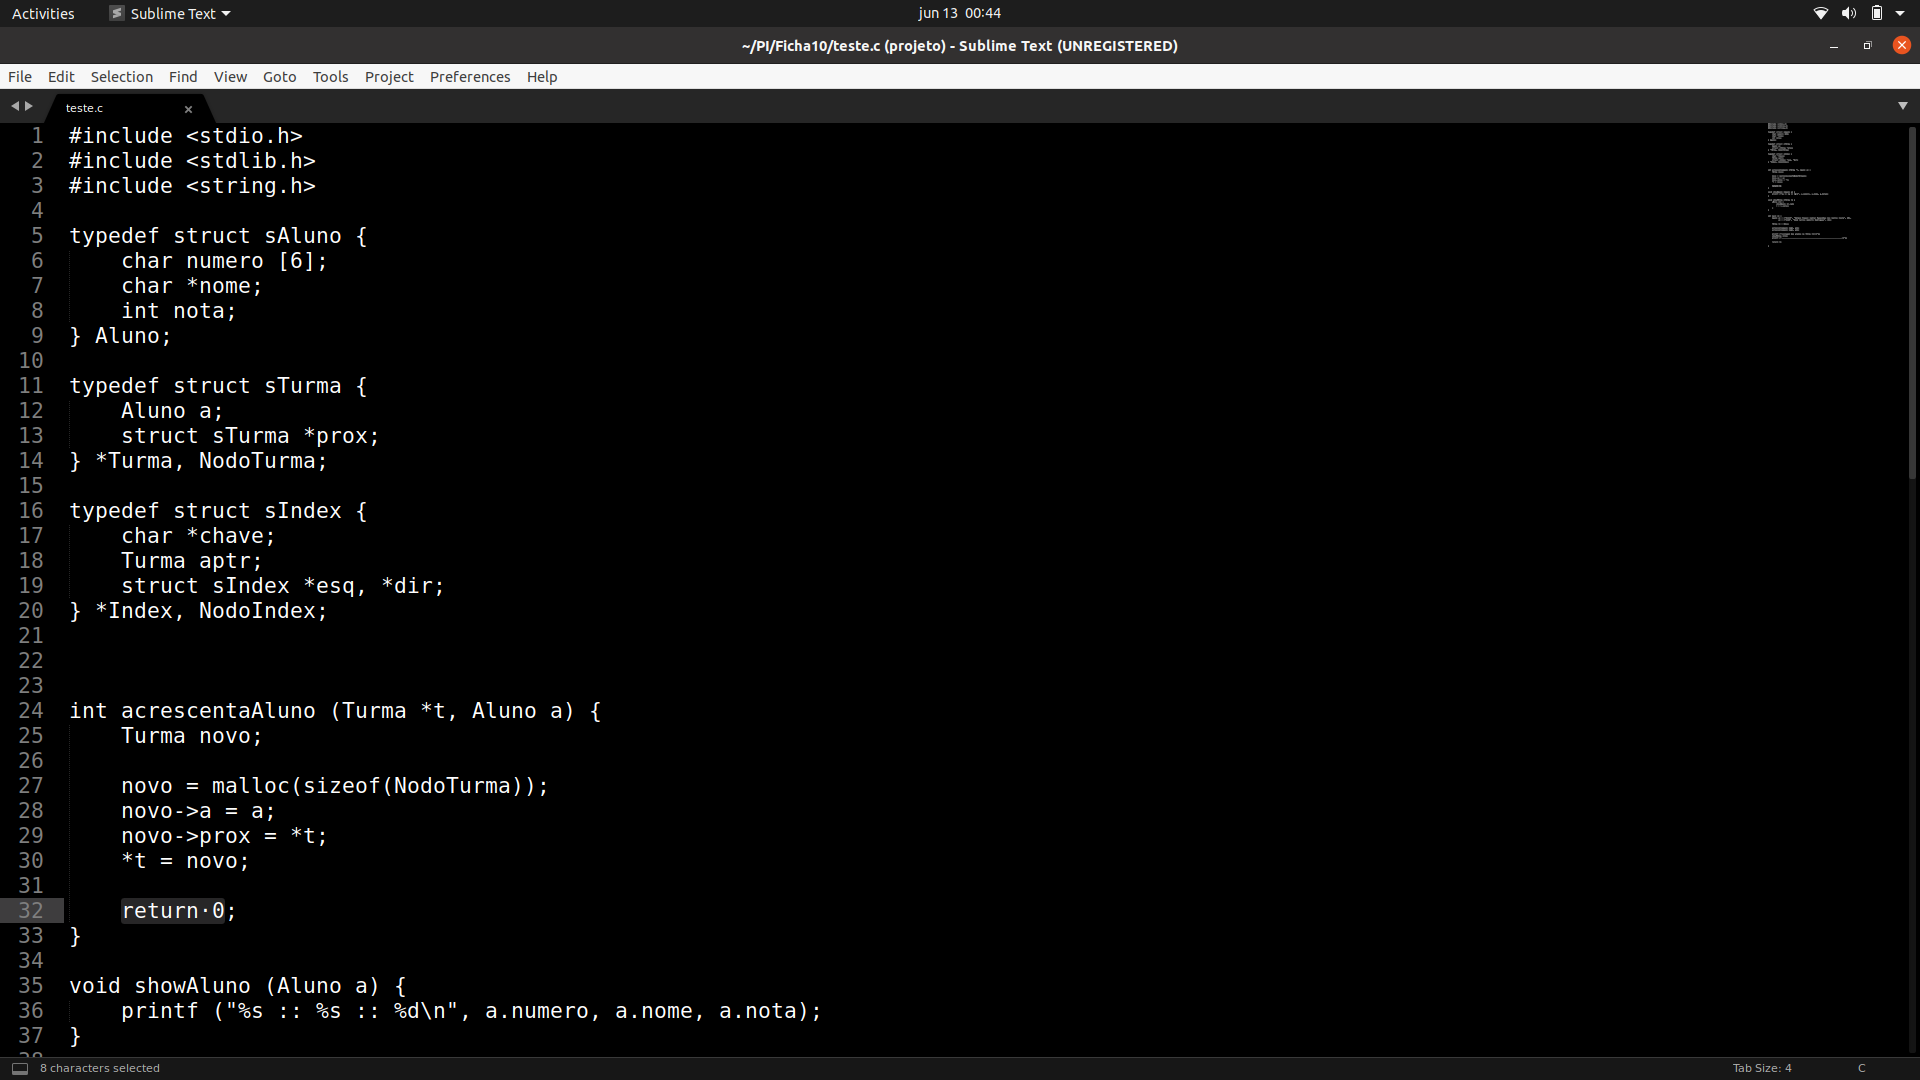 Activities Sublime Text jun 13 00:44
~/PI/Ficha10/teste.c (projeto) - Sublime Text (UNREGISTERED)
File Edit Selection Find View Goto Tools Project Preferences Help
teste.c
1 #include <stdio.h>
2 #include <stdlib.h>
3 #include <string.h>
4
5 typedef struct sAluno {
6     char numero [6];
7     char *nome;
8     int nota;
9 } Aluno;
10
11 typedef struct sTurma {
12     Aluno a;
13     struct sTurma *prox;
14 } *Turma, NodoTurma;
15
16 typedef struct sIndex {
17     char *chave;
18     Turma aptr;
19     struct sIndex *esq, *dir;
20 } *Index, NodoIndex;
21
22
23
24 int acrescentaAluno (Turma *t, Aluno a) {
25     Turma novo;
26
27     novo = malloc(sizeof(NodoTurma));
28     novo->a = a;
29     novo->prox = *t;
30     *t = novo;
31
32     return·0;
33 }
34
35 void showAluno (Aluno a) {
36     printf ("%s :: %s :: %d\n", a.numero, a.nome, a.nota);
37 }
38
8 characters selected Tab Size: 4 C